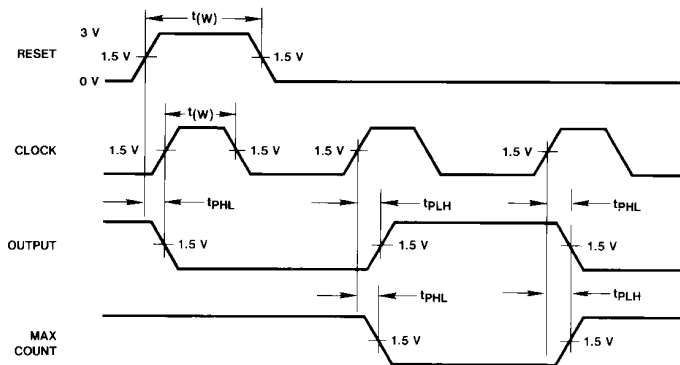 t(W)
3 V
RESET
1.5 V
1.5 V
0 V
t(W)
CLOCK
1.5 V
1.5 V
1.5 V
1.5 V
tPHL
tPLH
tPHL
OUTPUT
1.5 V
1.5 V
1.5 V
tPHL
tPLH
MAX
COUNT
1.5 V
1.5 V